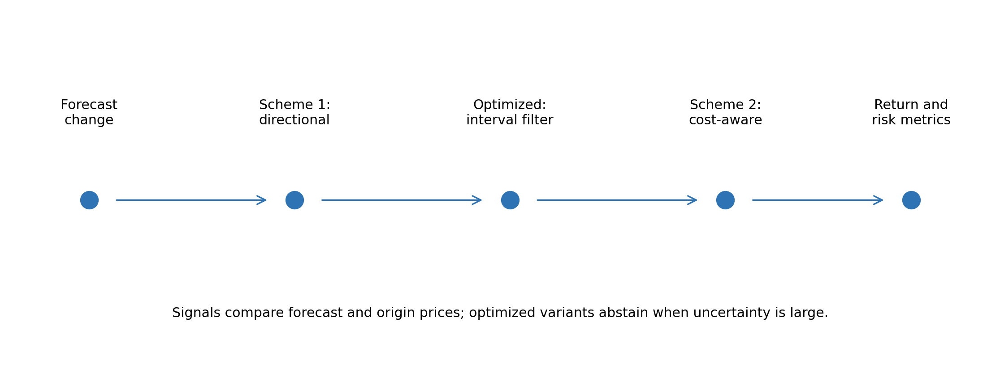 Forecast
change
Scheme 1:
directional
Optimized:
interval filter
Scheme 2:
cost-aware
Return and
risk metrics
Signals compare forecast and origin prices; optimized variants abstain when uncertainty is large.